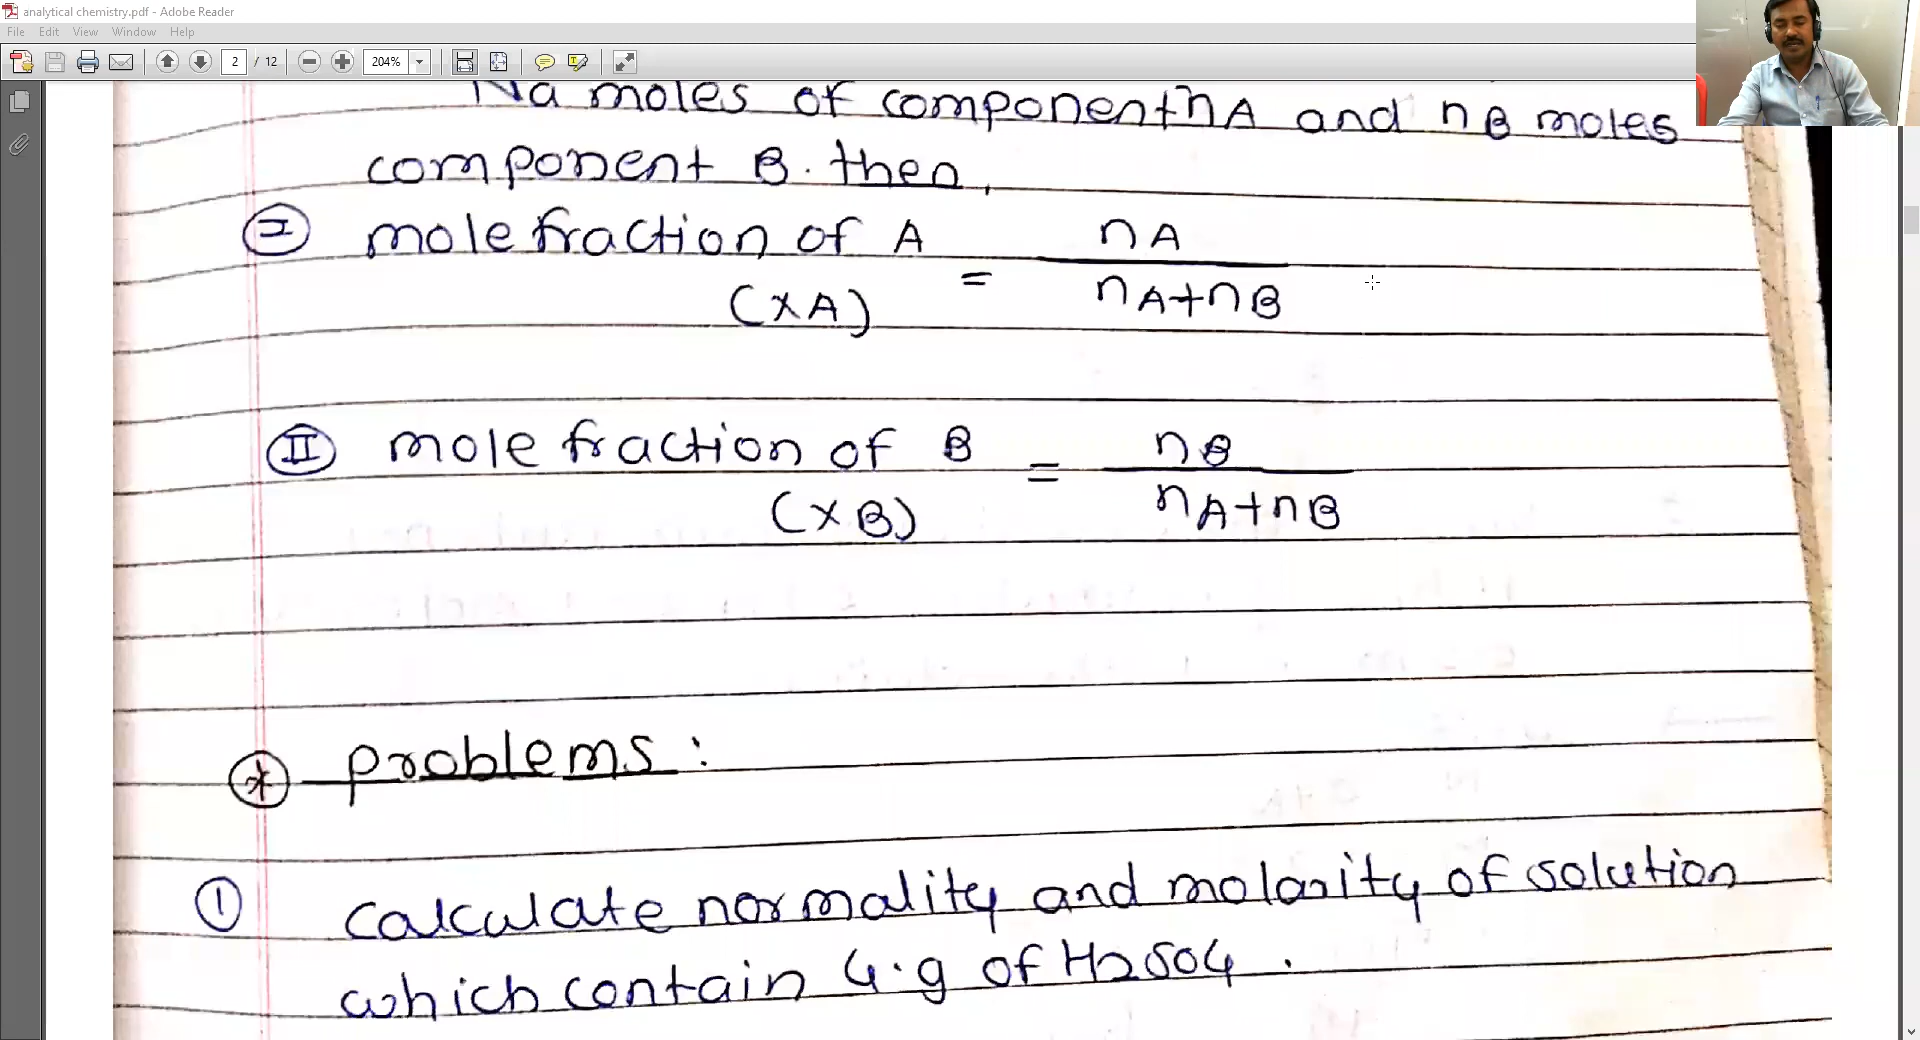 analytical chemistry.pdf - Adobe Reader
File Edit View Window Help
2 / 12 204%
Na moles of component n A and n B moles
component B. then,
I mole fraction of A = nA / nA+nB
(XA)
II mole fraction of B = nB / nA+nB
(XB)
* problems:
1 calculate normality and molarity of solution
which contain 4.g of H2SO4.